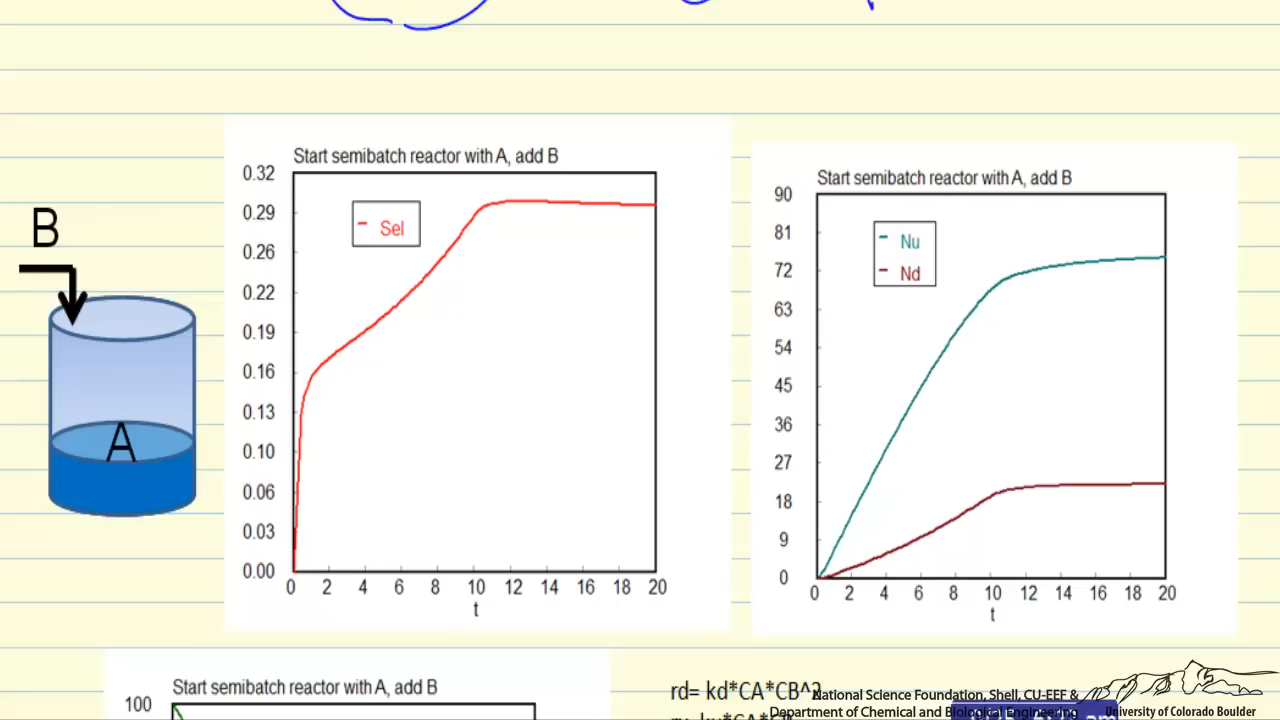 B
A
Start semibatch reactor with A, add B
0.32
0.29
0.26
0.22
0.19
0.16
0.13
0.10
0.06
0.03
0.00
Sel
0 2 4 6 8 10 12 14 16 18 20
t
Start semibatch reactor with A, add B
90
81
72
63
54
45
36
27
18
9
0
Nu
Nd
0 2 4 6 8 10 12 14 16 18 20
t
Start semibatch reactor with A, add B
100
rd= kd*CA*CB^2
National Science Foundation, Shell, CU-EEF &
Department of Chemical and Biological Engineering
University of Colorado Boulder